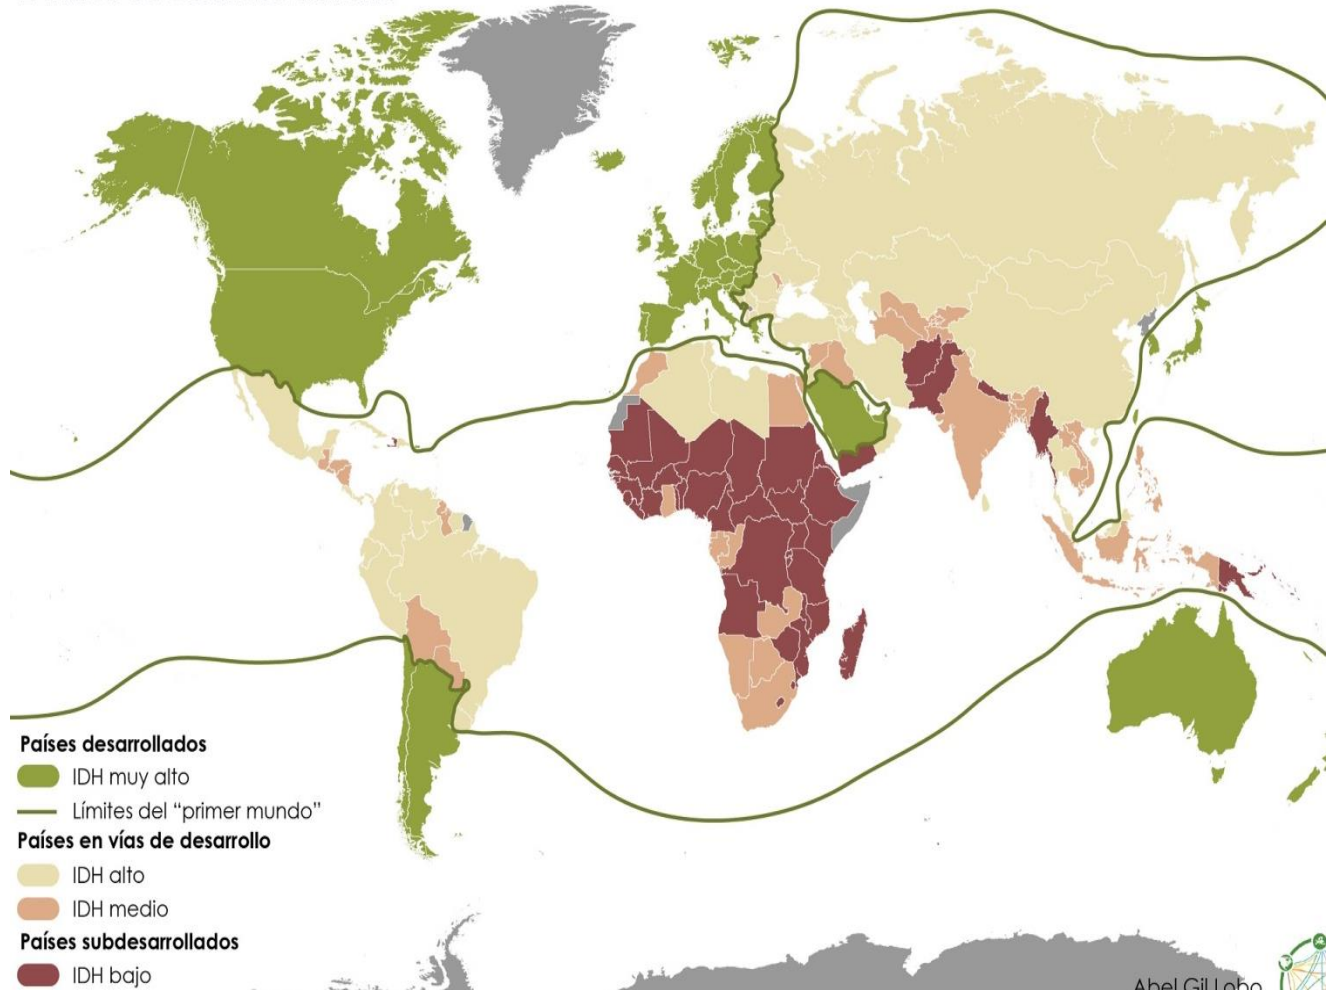 Países desarrollados
IDH muy alto
Límites del “primer mundo”
Países en vías de desarrollo
IDH alto
IDH medio
Países subdesarrollados
IDH bajo
Abel Gil Lobo